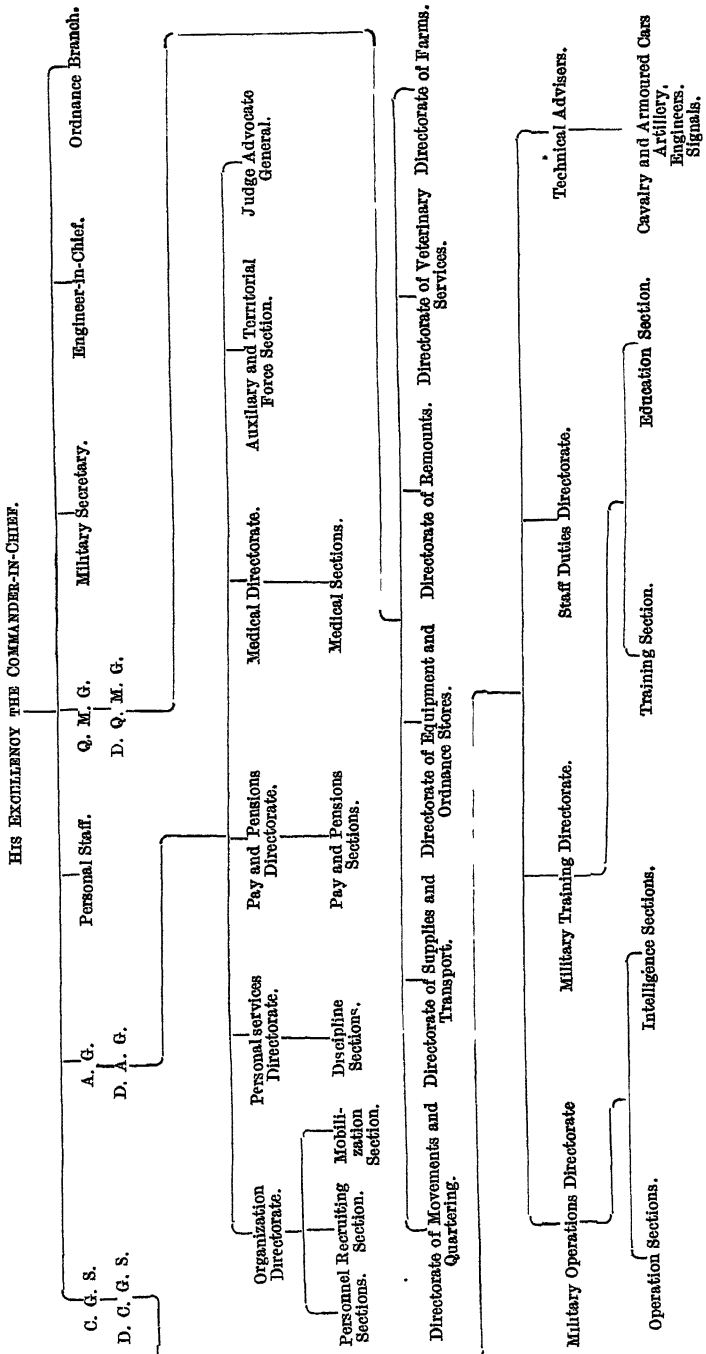 HIS EXCELLENCY THE COMMANDER-IN-CHIEF.
C. G. S.
D. C. G. S.
A. G.
D. A. G.
Personal Staff.
Q. M. G.
D. Q. M. G.
Military Secretary.
Engineer-in-Chief.
Ordnance Branch.
Organization
Directorate.
Personal services
Directorate.
Pay and Pensions
Directorate.
Medical Directorate.
Auxiliary and Territorial
Force Section.
Judge Advocate
General.
Personnel
Sections.
Recruiting
Section.
Mobili-
zation
Section.
Discipline
Sections.
Pay and Pensions
Sections.
Medical Sections.
Directorate of Movements and
Quartering.
Directorate of Supplies and
Transport.
Directorate of Equipment and
Ordnance Stores.
Directorate of Remounts.
Directorate of Veterinary
Services.
Directorate of Farms.
Military Operations Directorate
Military Training Directorate.
Staff Duties Directorate.
Technical Advisers.
Operation Sections.
Intelligence Sections.
Training Section.
Education Section.
Cavalry and Armoured Cars
Artillery.
Engineers.
Signals.